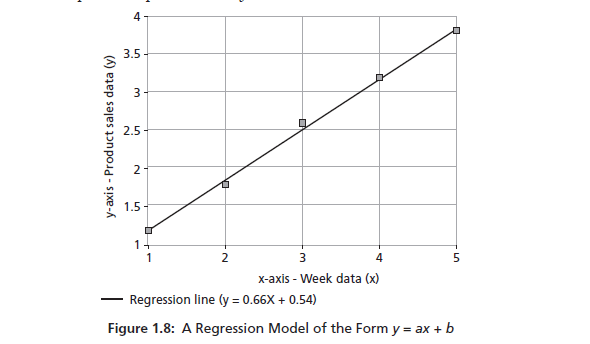 4
3.5
3
2.5
2
1.5
1
y-axis - Product sales data (y)
1 2 3 4 5
x-axis - Week data (x)
Regression line (y = 0.66X + 0.54)
Figure 1.8: A Regression Model of the Form y = ax + b